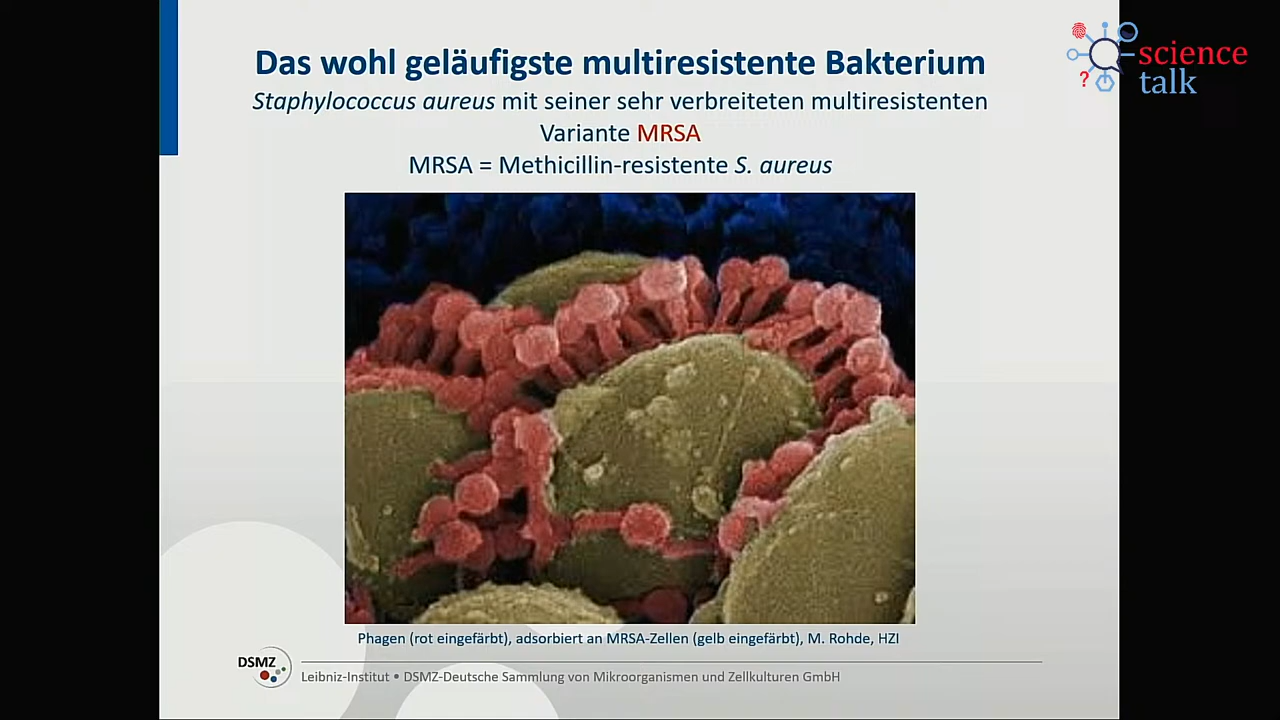 Das wohl geläufigste multiresistente Bakterium
Staphylococcus aureus mit seiner sehr verbreiteten multiresistenten
Variante MRSA
MRSA = Methicillin-resistente S. aureus
science
talk
?
Phagen (rot eingefärbt), adsorbiert an MRSA-Zellen (gelb eingefärbt), M. Rohde, HZI
DSMZ
Leibniz-Institut • DSMZ-Deutsche Sammlung von Mikroorganismen und Zellkulturen GmbH